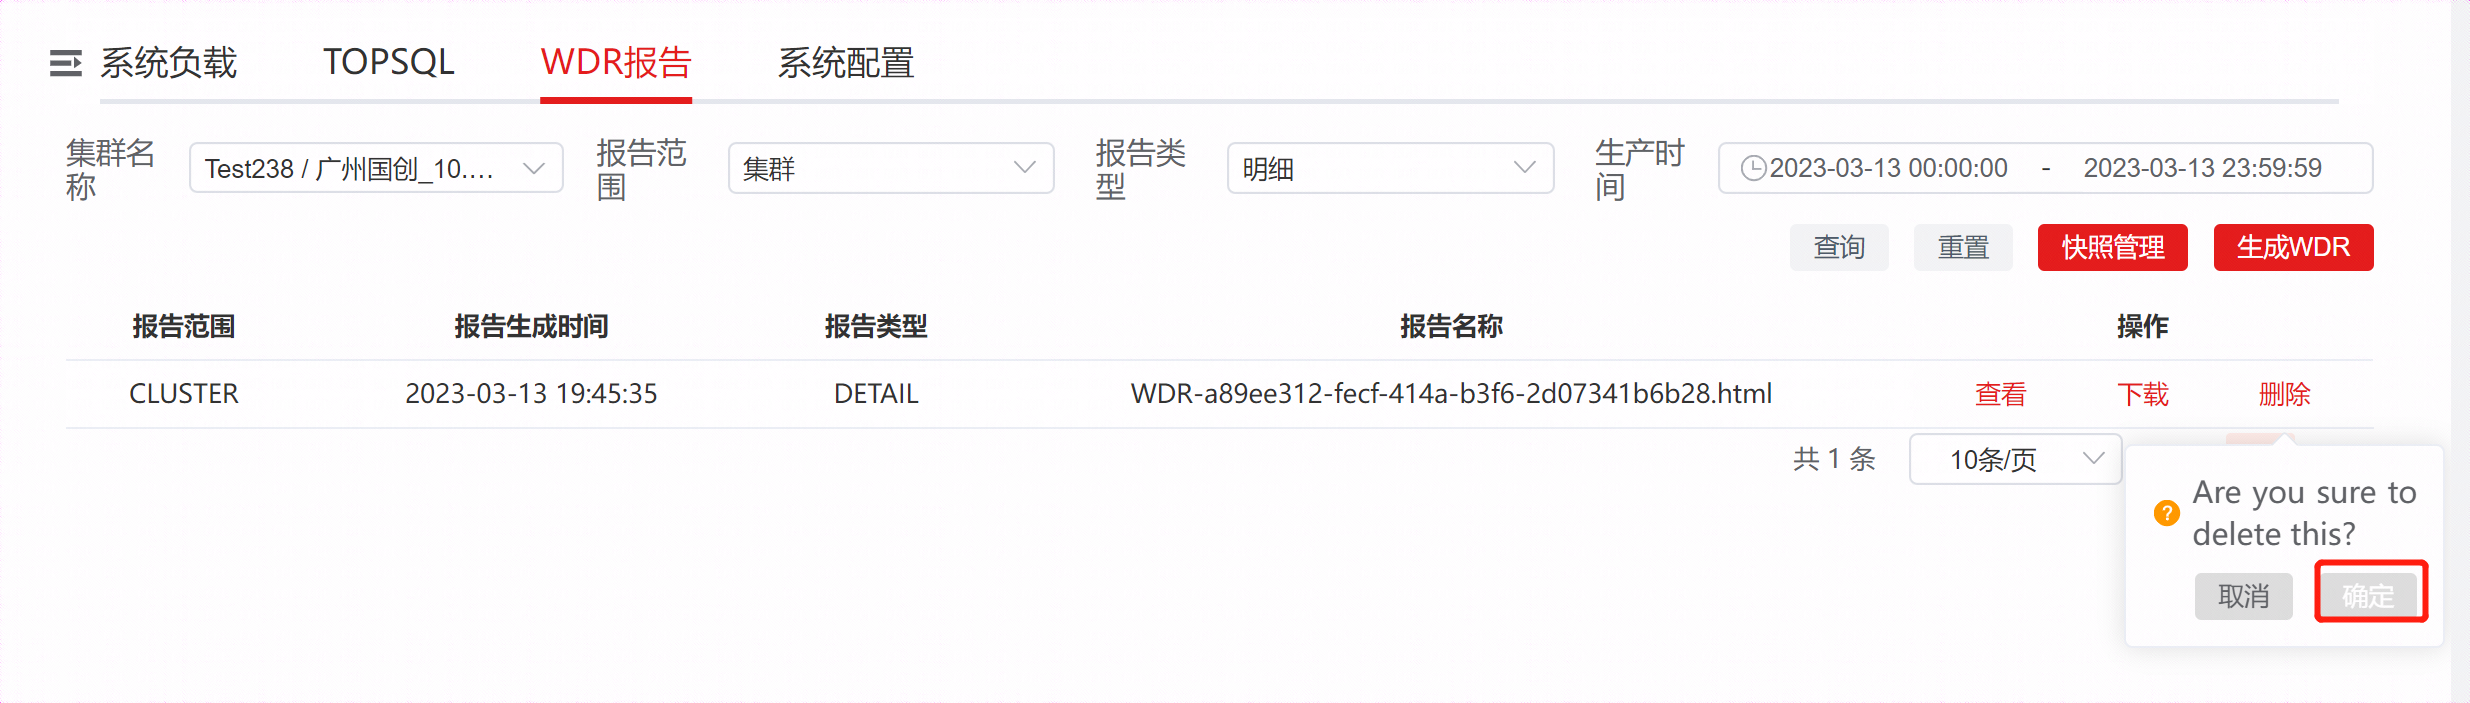 系统负载 TOPSQL WDR报告 系统配置
集群名称 Test238 / 广州国创_10.... 报告范围 集群 报告类型 明细 生产时间 2023-03-13 00:00:00 - 2023-03-13 23:59:59
查询 重置 快照管理 生成WDR
报告范围 报告生成时间 报告类型 报告名称 操作
CLUSTER 2023-03-13 19:45:35 DETAIL WDR-a89ee312-fecf-414a-b3f6-2d07341b6b28.html 查看 下载 删除
共 1 条 10条/页
Are you sure to
delete this?
取消 确定